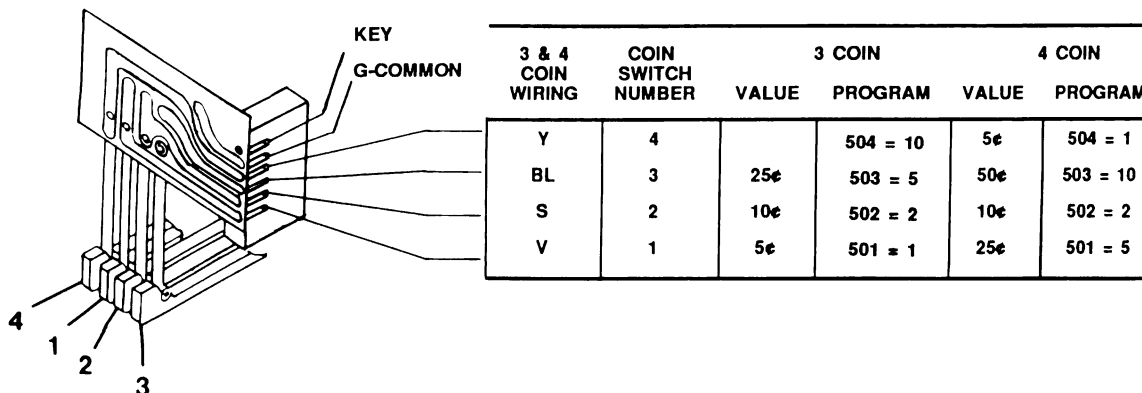 KEY
G-COMMON
4
1
2
3
3 & 4 COIN WIRING COIN SWITCH NUMBER 3 COIN 4 COIN
VALUE PROGRAM VALUE PROGRAM
Y 4 504 = 10 5¢ 504 = 1
BL 3 25¢ 503 = 5 50¢ 503 = 10
S 2 10¢ 502 = 2 10¢ 502 = 2
V 1 5¢ 501 = 1 25¢ 501 = 5